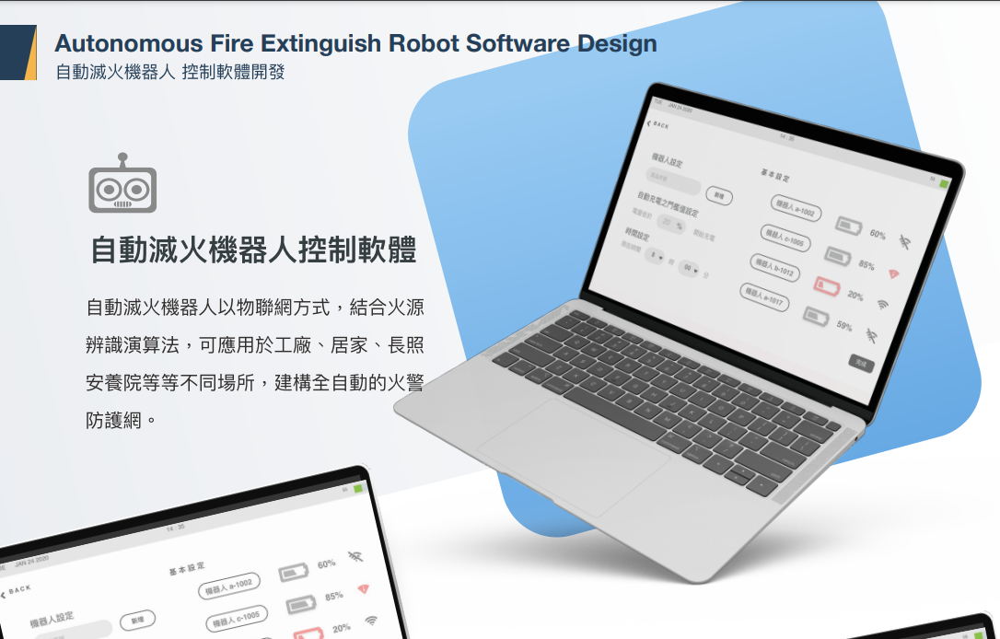 Autonomous Fire Extinguish Robot Software Design
自動滅火機器人 控制軟體開發
自動滅火機器人控制軟體
自動滅火機器人以物聯網方式，結合火源
辨識演算法，可應用於工廠、居家、長照
安養院等等不同場所，建構全自動的火警
防護網。
TUE JAN 24 2020
14 : 35
BACK
機器人設定
新增
自動充電之門檻值設定
20 %
開始充電
時間設定
8 時 00 分
基本設定
機器人 a-1002 60%
機器人 c-1005 85%
機器人 b-1012 20%
機器人 a-1017 59%
完成
JAN 24 2020
14 : 35
BACK
機器人設定
新增
基本設定
機器人 a-1002 60%
機器人 c-1005 85%
20%